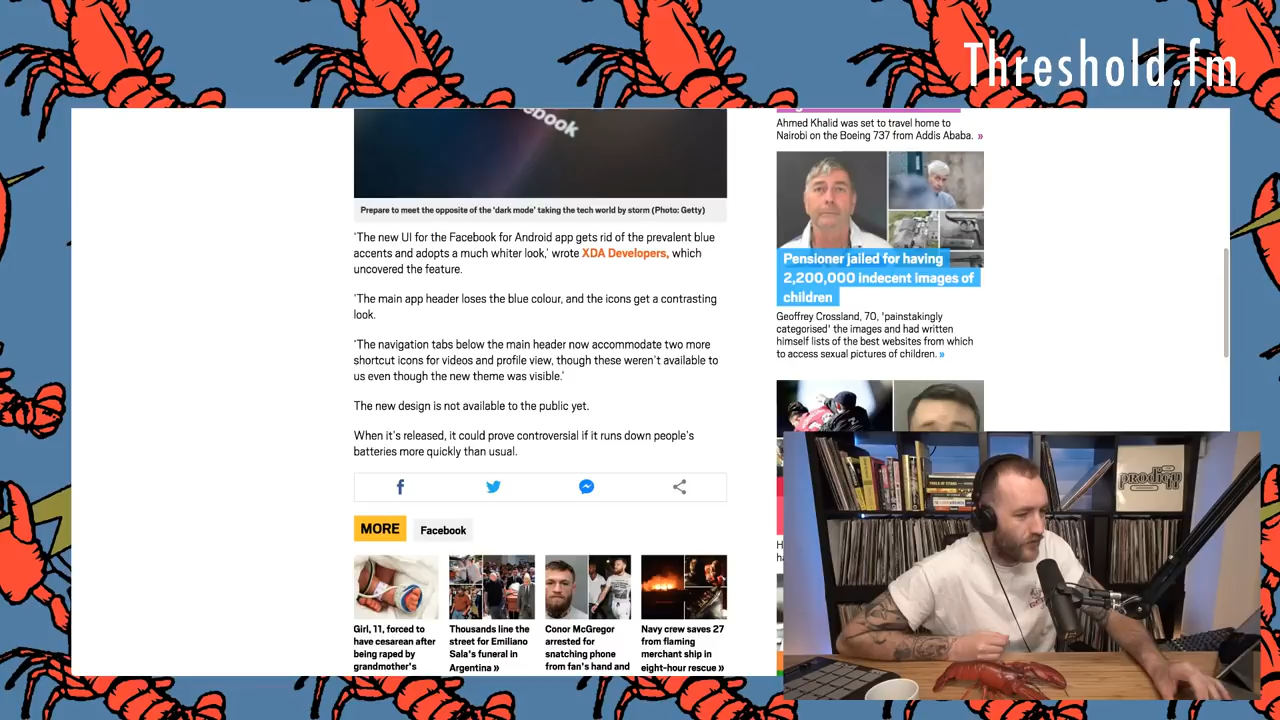 Threshold.fm
ebook
Prepare to meet the opposite of the 'dark mode' taking the tech world by storm (Photo: Getty)
'The new UI for the Facebook for Android app gets rid of the prevalent blue
accents and adopts a much whiter look,' wrote XDA Developers, which
uncovered the feature.
'The main app header loses the blue colour, and the icons get a contrasting
look.
'The navigation tabs below the main header now accommodate two more
shortcut icons for videos and profile view, though these weren't available to
us even though the new theme was visible.'
The new design is not available to the public yet.
When it's released, it could prove controversial if it runs down people's
batteries more quickly than usual.
MORE
Facebook
Girl, 11, forced to
have cesarean after
being raped by
grandmother's
Thousands line the
street for Emiliano
Sala's funeral in
Argentina »
Conor McGregor
arrested for
snatching phone
from fan's hand and
Navy crew saves 27
from flaming
merchant ship in
eight-hour rescue »
Ahmed Khalid was set to travel home to
Nairobi on the Boeing 737 from Addis Ababa. »
Pensioner jailed for having
2,200,000 indecent images of
children
Geoffrey Crossland, 70, 'painstakingly
categorised' the images and had written
himself lists of the best websites from which
to access sexual pictures of children. »
prodigy